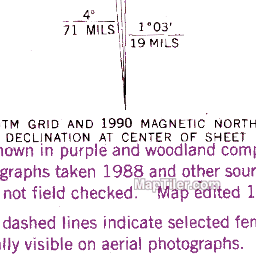 4°
71 MILS
1°03'
19 MILS
TM GRID AND 1990 MAGNETIC NORTH
DECLINATION AT CENTER OF SHEET
hown in purple and woodland comp
graphs taken 1988 and other sour
not field checked. Map edited 1
dashed lines indicate selected fen
lly visible on aerial photographs.
MapTiler.com